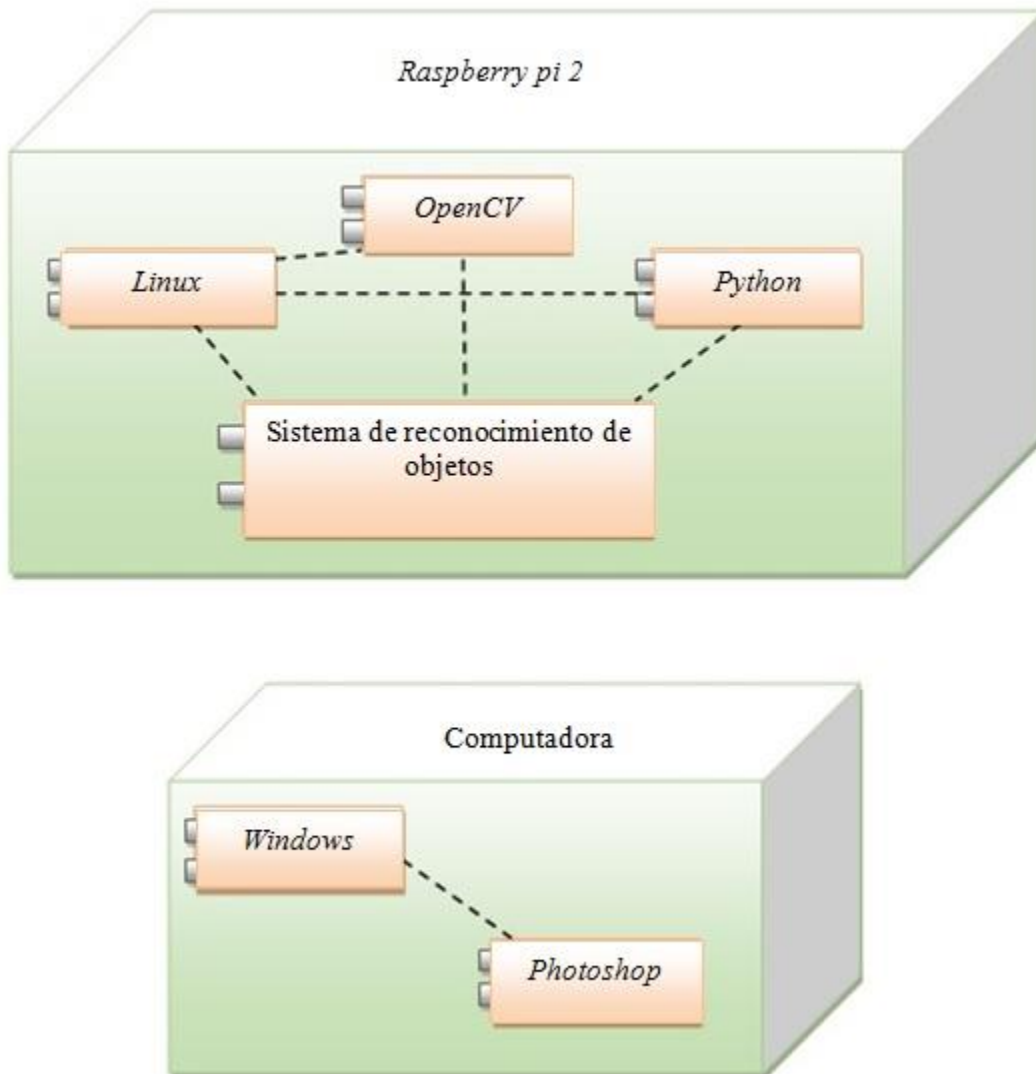 Raspberry pi 2
OpenCV
Linux
Python
Sistema de reconocimiento de
objetos
Computadora
Windows
Photoshop